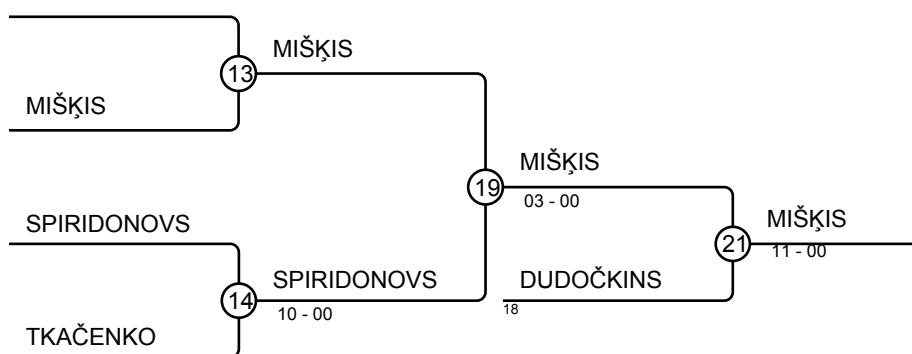 MIŠĶIS
13
MIŠĶIS
MIŠĶIS
19
03 - 00
SPIRIDONOVS
MIŠĶIS
21
11 - 00
SPIRIDONOVS
DUDOČKINS
14
10 - 00
18
TKAČENKO